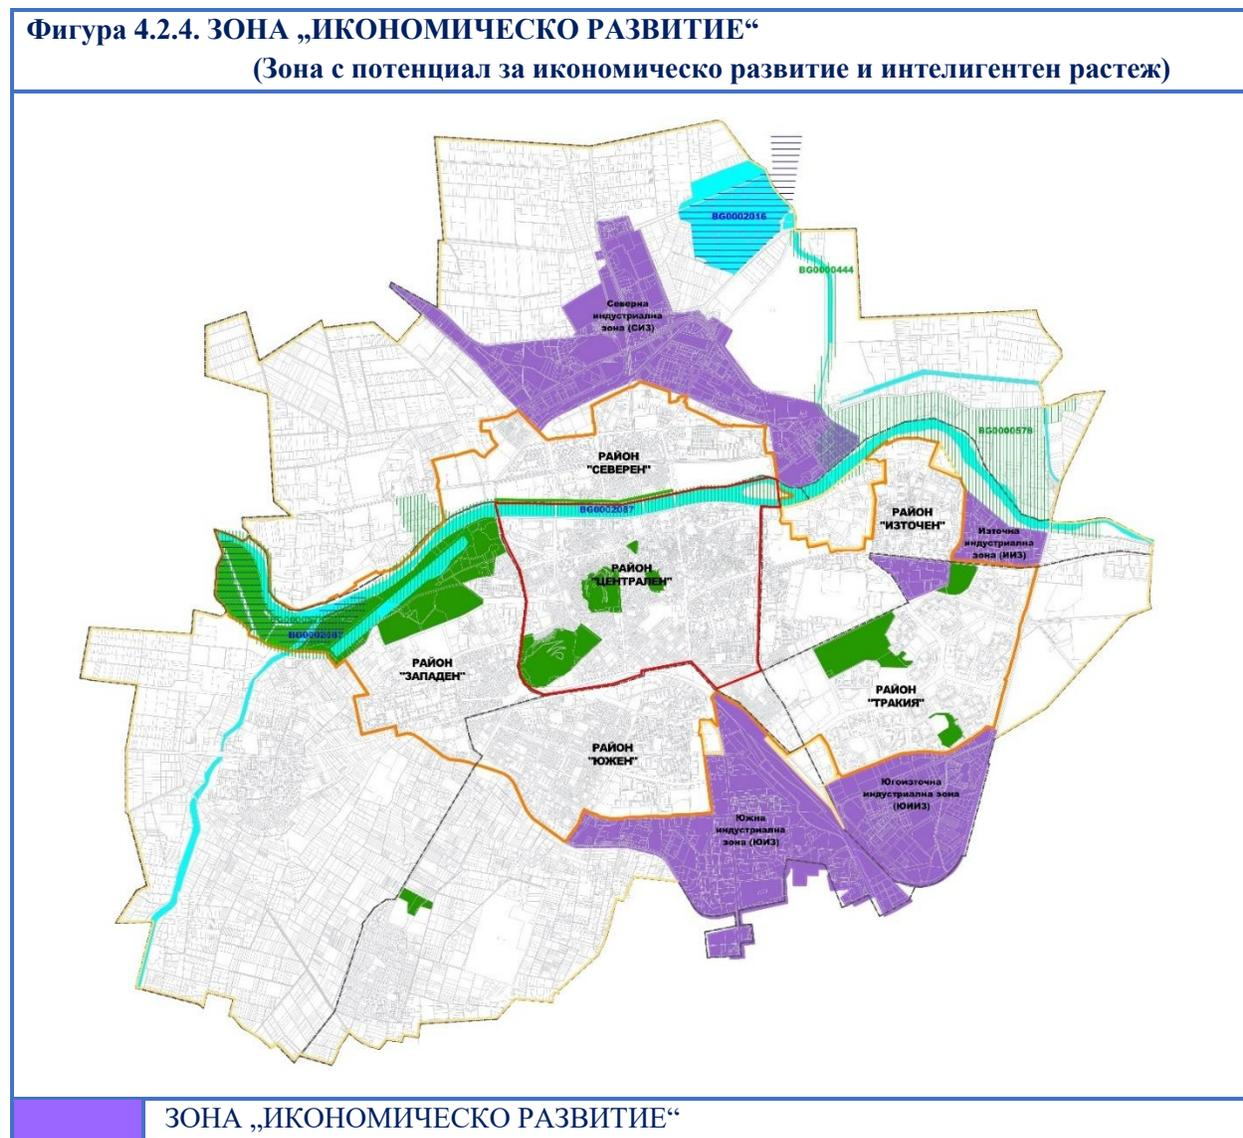 Фигура 4.2.4. ЗОНА „ИКОНОМИЧЕСКО РАЗВИТИЕ“
(Зона с потенциал за икономическо развитие и интелигентен растеж)
BG0002016
BG0000444
Северна
индустриална
зона (СИЗ)
BG0000578
РАЙОН
"СЕВЕРЕН"
BG0002087
РАЙОН
"ИЗТОЧЕН"
Източна
индустриална
зона (ИИЗ)
РАЙОН
"ЦЕНТРАЛЕН"
BG0002087
РАЙОН
"ЗАПАДЕН"
РАЙОН
"ТРАКИЯ"
РАЙОН
"ЮЖЕН"
Югоизточна
индустриална зона
(ЮИИЗ)
Южна
индустриална
зона (ЮИЗ)
ЗОНА „ИКОНОМИЧЕСКО РАЗВИТИЕ“